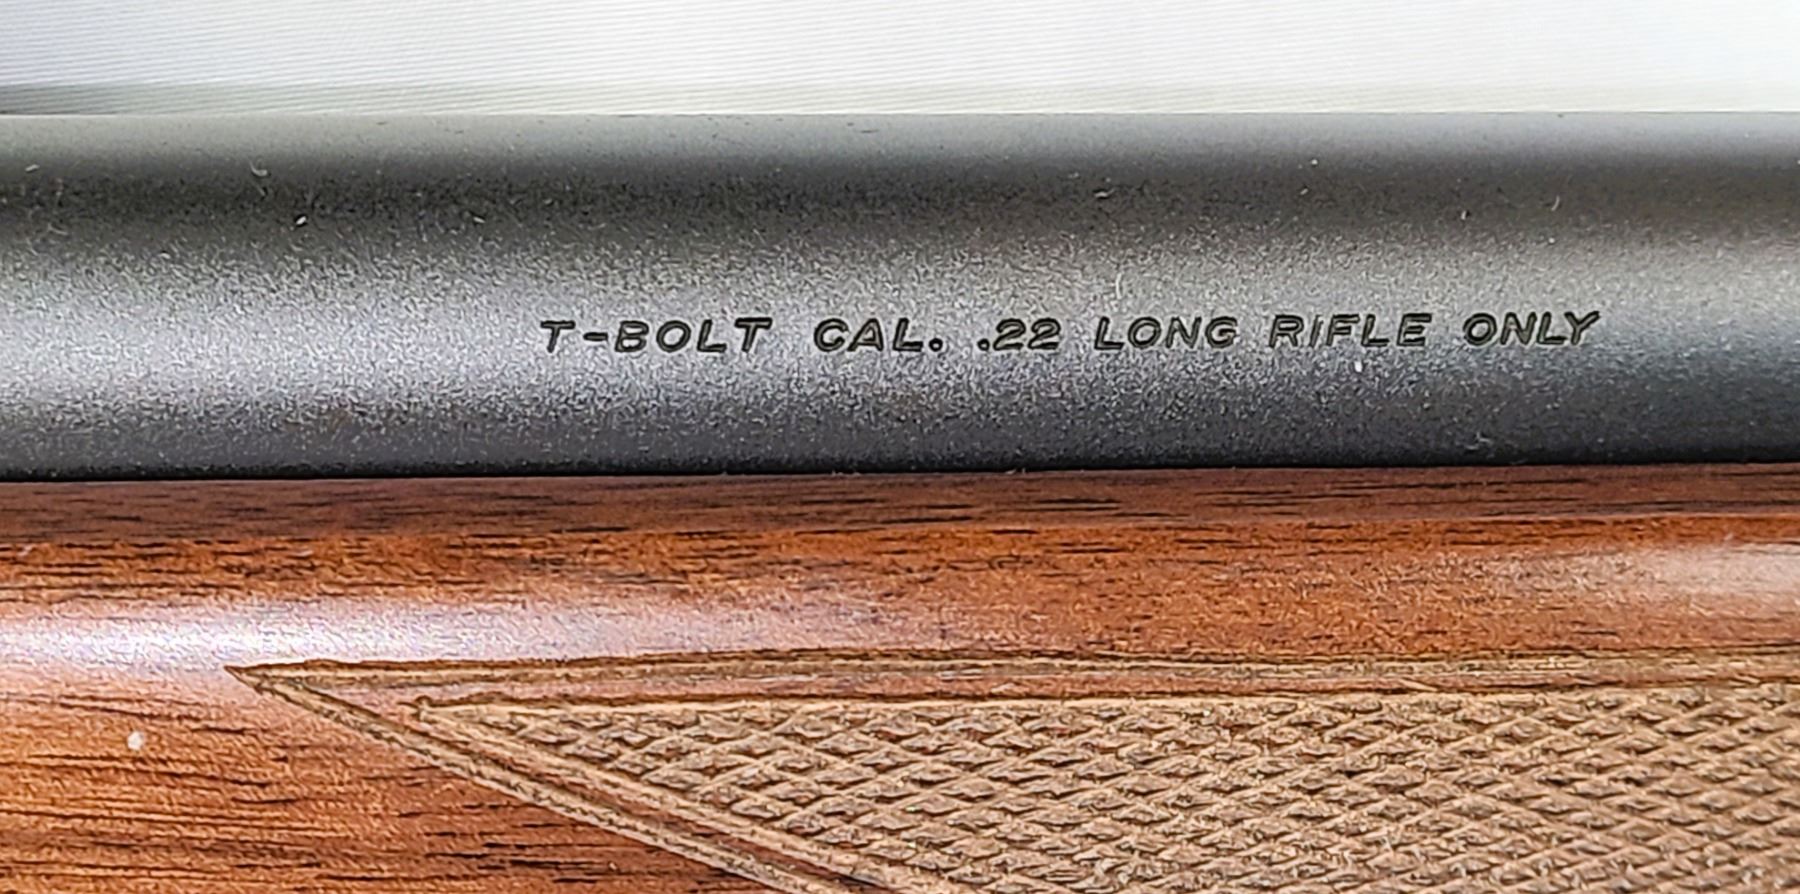 T-BOLT CAL. .22 LONG RIFLE ONLY